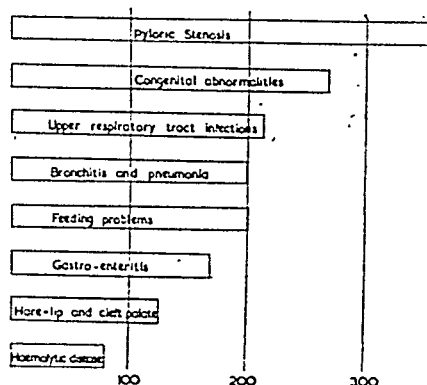 Pyloric Stenosis
Congenital abnormalities
Upper respiratory tract infections
Bronchitis and pneumonia
Feeding problems
Gastro-enteritis
Hare-lip and cleft palate
Haemolytic disease
100 200 300